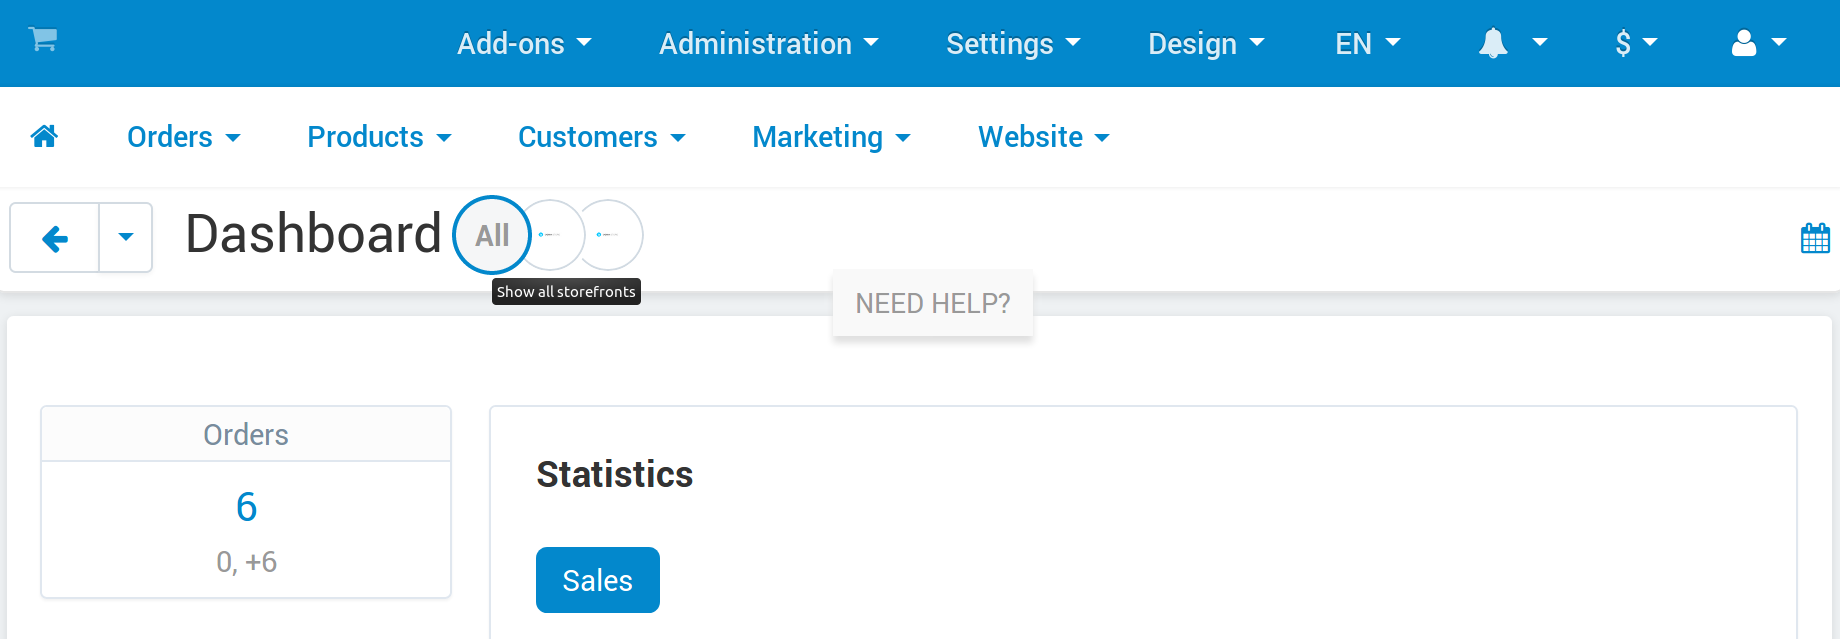 Add-ons Administration Settings Design EN $
Orders Products Customers Marketing Website
Dashboard All
Show all storefronts
NEED HELP?
Orders
6
0, +6
Statistics
Sales